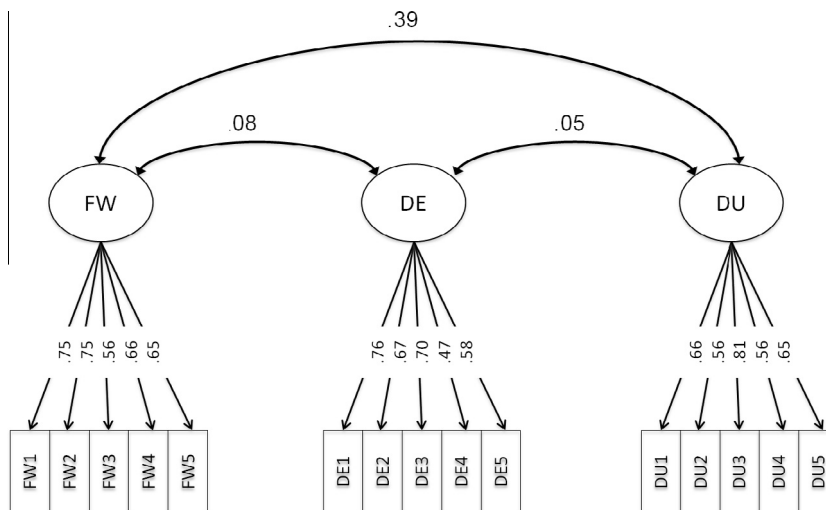 .39
.08
.05
FW
DE
DU
.75 .75 .56 .66 .65
.76 .67 .70 .47 .58
.66 .56 .81 .56 .65
FW1 FW2 FW3 FW4 FW5
DE1 DE2 DE3 DE4 DE5
DU1 DU2 DU3 DU4 DU5